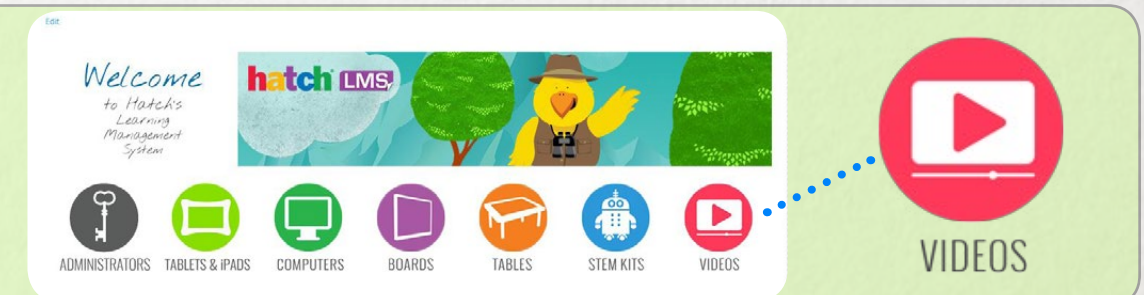 Edit
Welcome
to Hatch's
Learning
Management
System
hatch LMS
ADMINISTRATORS TABLETS & iPADS COMPUTERS BOARDS TABLES STEM KITS VIDEOS
VIDEOS